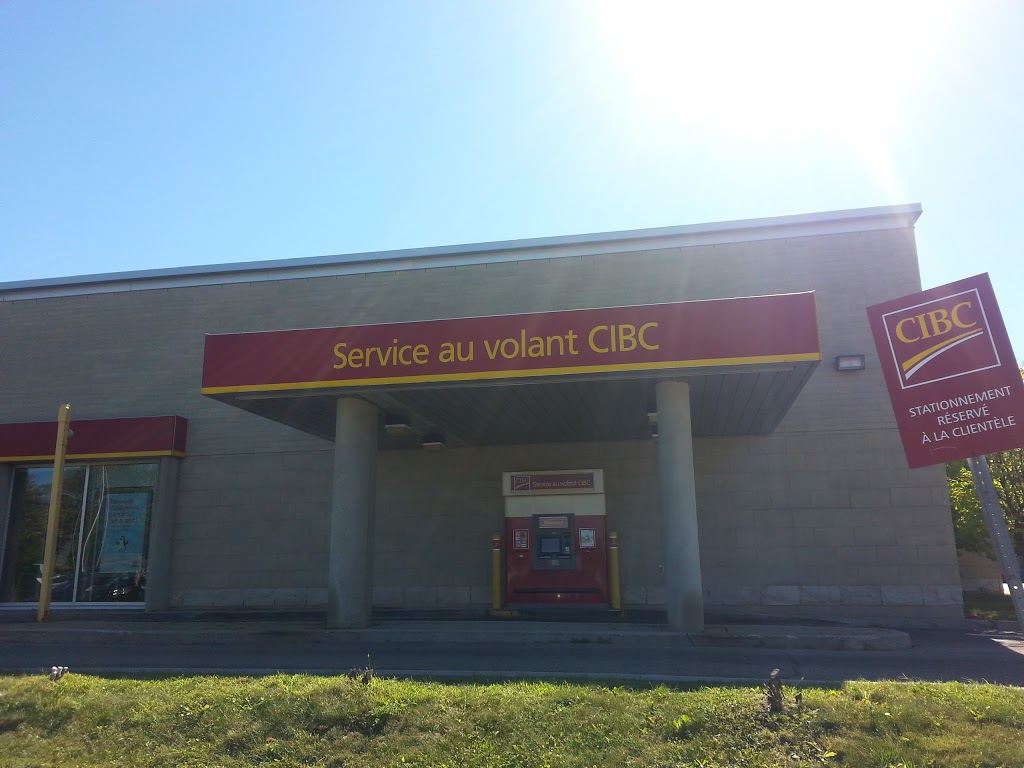 Service au volant CIBC
CIBC
STATIONNEMENT
RÉSERVÉ
À LA CLIENTÈLE
Service au volant CIBC